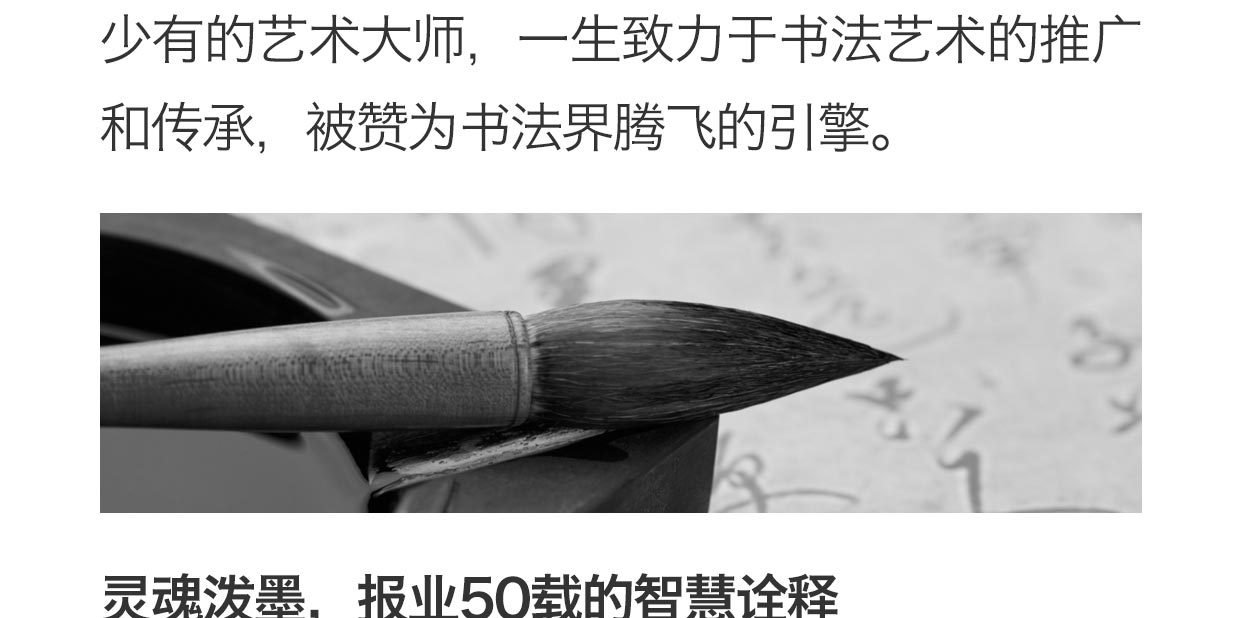 少有的艺术大师，一生致力于书法艺术的推广
和传承，被赞为书法界腾飞的引擎。
灵魂泼墨，报业50载的智慧诠释